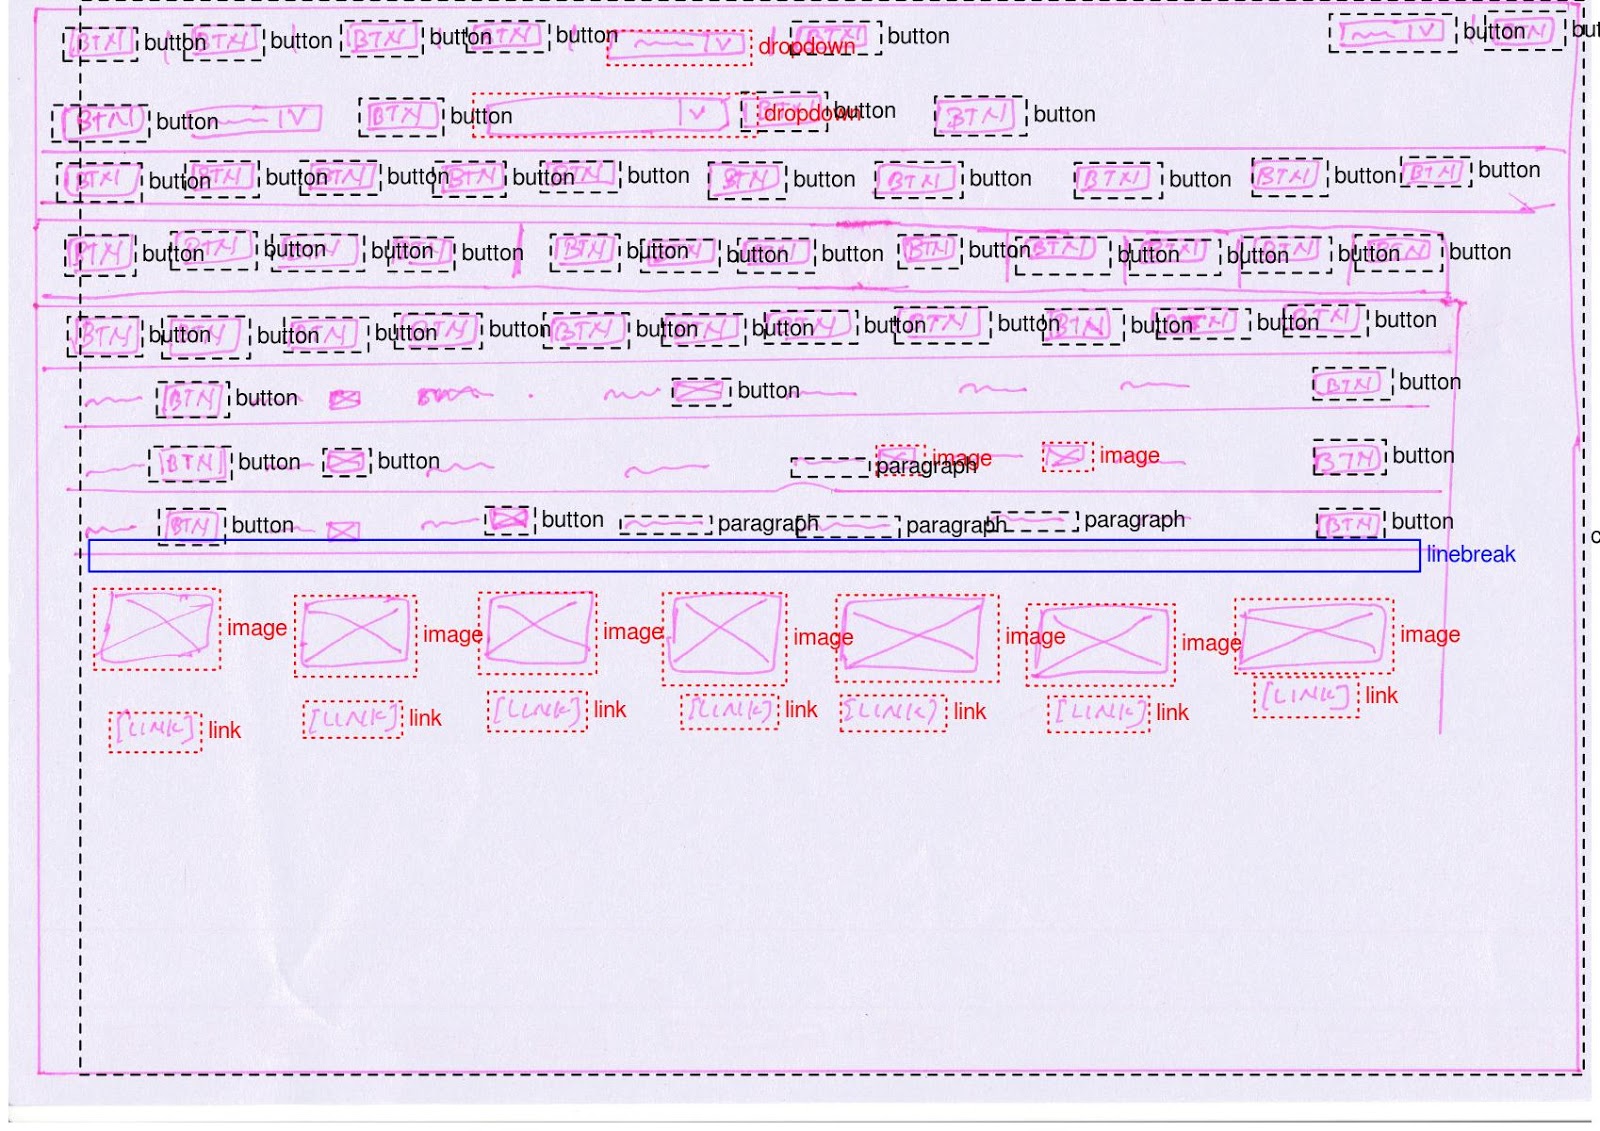 BTN button BTN button BTN button BTN button V dropdown BTN button V button BTN but
BTN button V BTN button V dropdown BTN button BTN button
BTN button BTN button BTN button BTN button BTN button BTN button BTN button BTN button BTN button BTN button
BTN button BTN button BTN button BTN button BTN button BTN button BTN button BTN button BTN button BTN button BTN button BTN button
BTN button BTN button BTN button BTN button BTN button BTN button BTN button BTN button BTN button BTN button BTN button
BTN button button BTN button
BTN button button paragraph image image BTN button
BTN button button paragraph paragraph paragraph BTN button
linebreak
image image image image image image image
[LINK] link [LINK] link [LINK] link [LINK] link [LINK] link [LINK] link [LINK] link